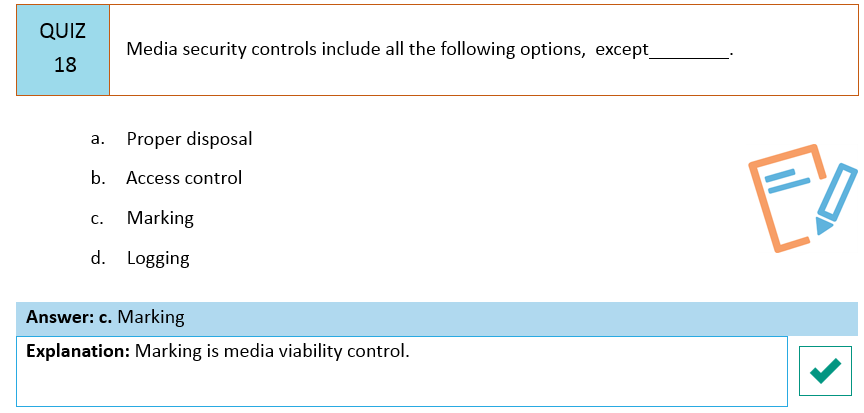 QUIZ
18
Media security controls include all the following options, except_________.
a. Proper disposal
b. Access control
c. Marking
d. Logging
Answer: c. Marking
Explanation: Marking is media viability control.